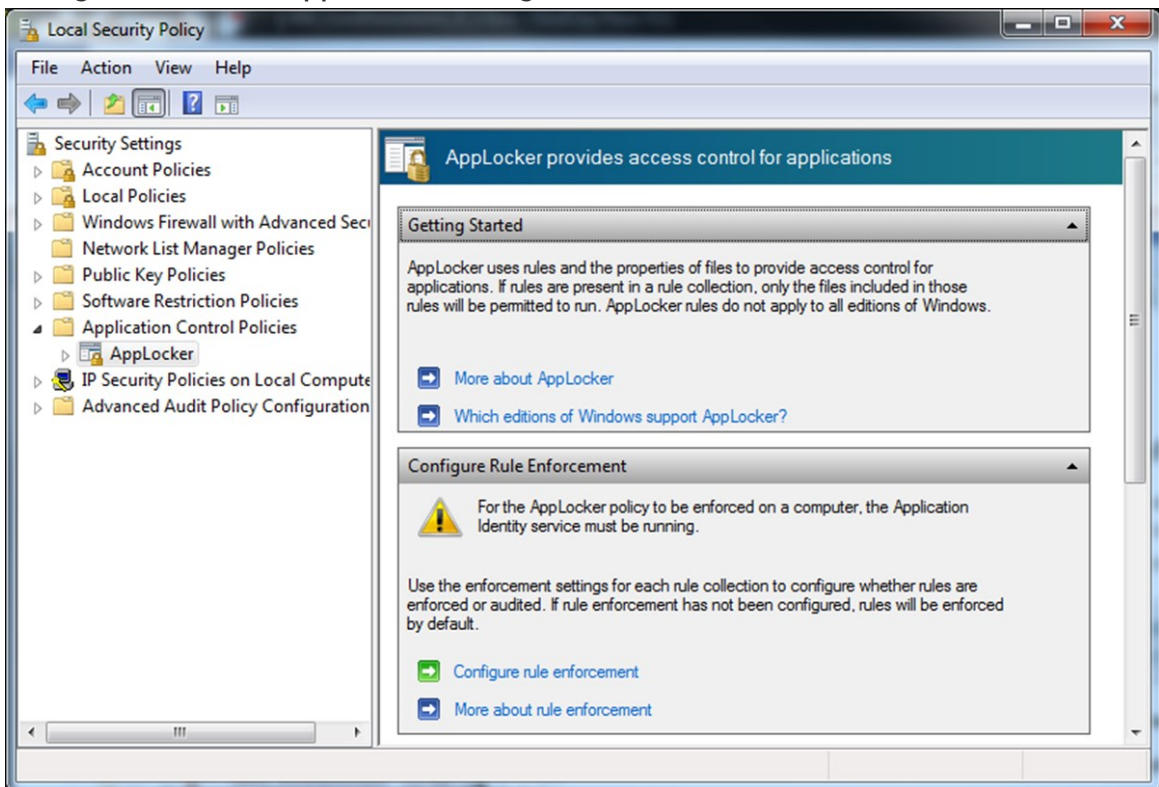 Local Security Policy
File Action View Help
Security Settings
Account Policies
Local Policies
Windows Firewall with Advanced Secu
Network List Manager Policies
Public Key Policies
Software Restriction Policies
Application Control Policies
AppLocker
IP Security Policies on Local Compute
Advanced Audit Policy Configuration
AppLocker provides access control for applications
Getting Started
AppLocker uses rules and the properties of files to provide access control for
applications. If rules are present in a rule collection, only the files included in those
rules will be permitted to run. AppLocker rules do not apply to all editions of Windows.
More about AppLocker
Which editions of Windows support AppLocker?
Configure Rule Enforcement
For the AppLocker policy to be enforced on a computer, the Application
Identity service must be running.
Use the enforcement settings for each rule collection to configure whether rules are
enforced or audited. If rule enforcement has not been configured, rules will be enforced
by default.
Configure rule enforcement
More about rule enforcement